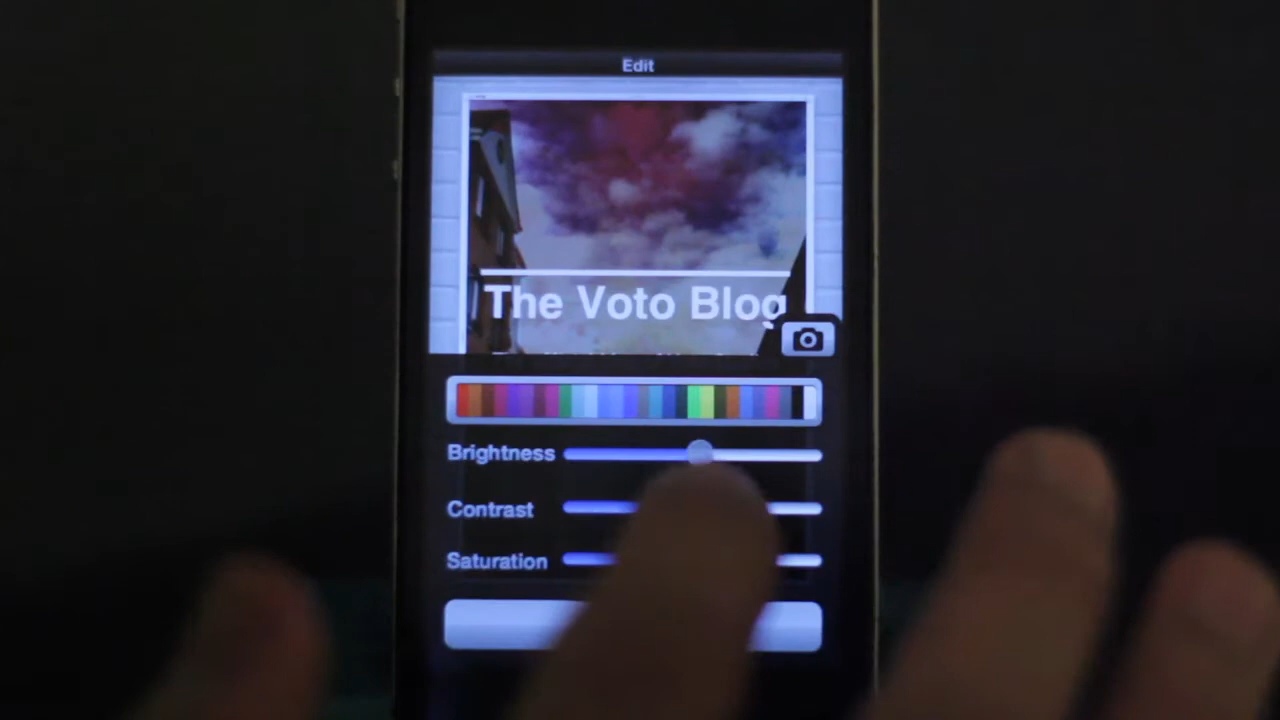 Edit
The Voto Blog
Brightness
Contrast
Saturation